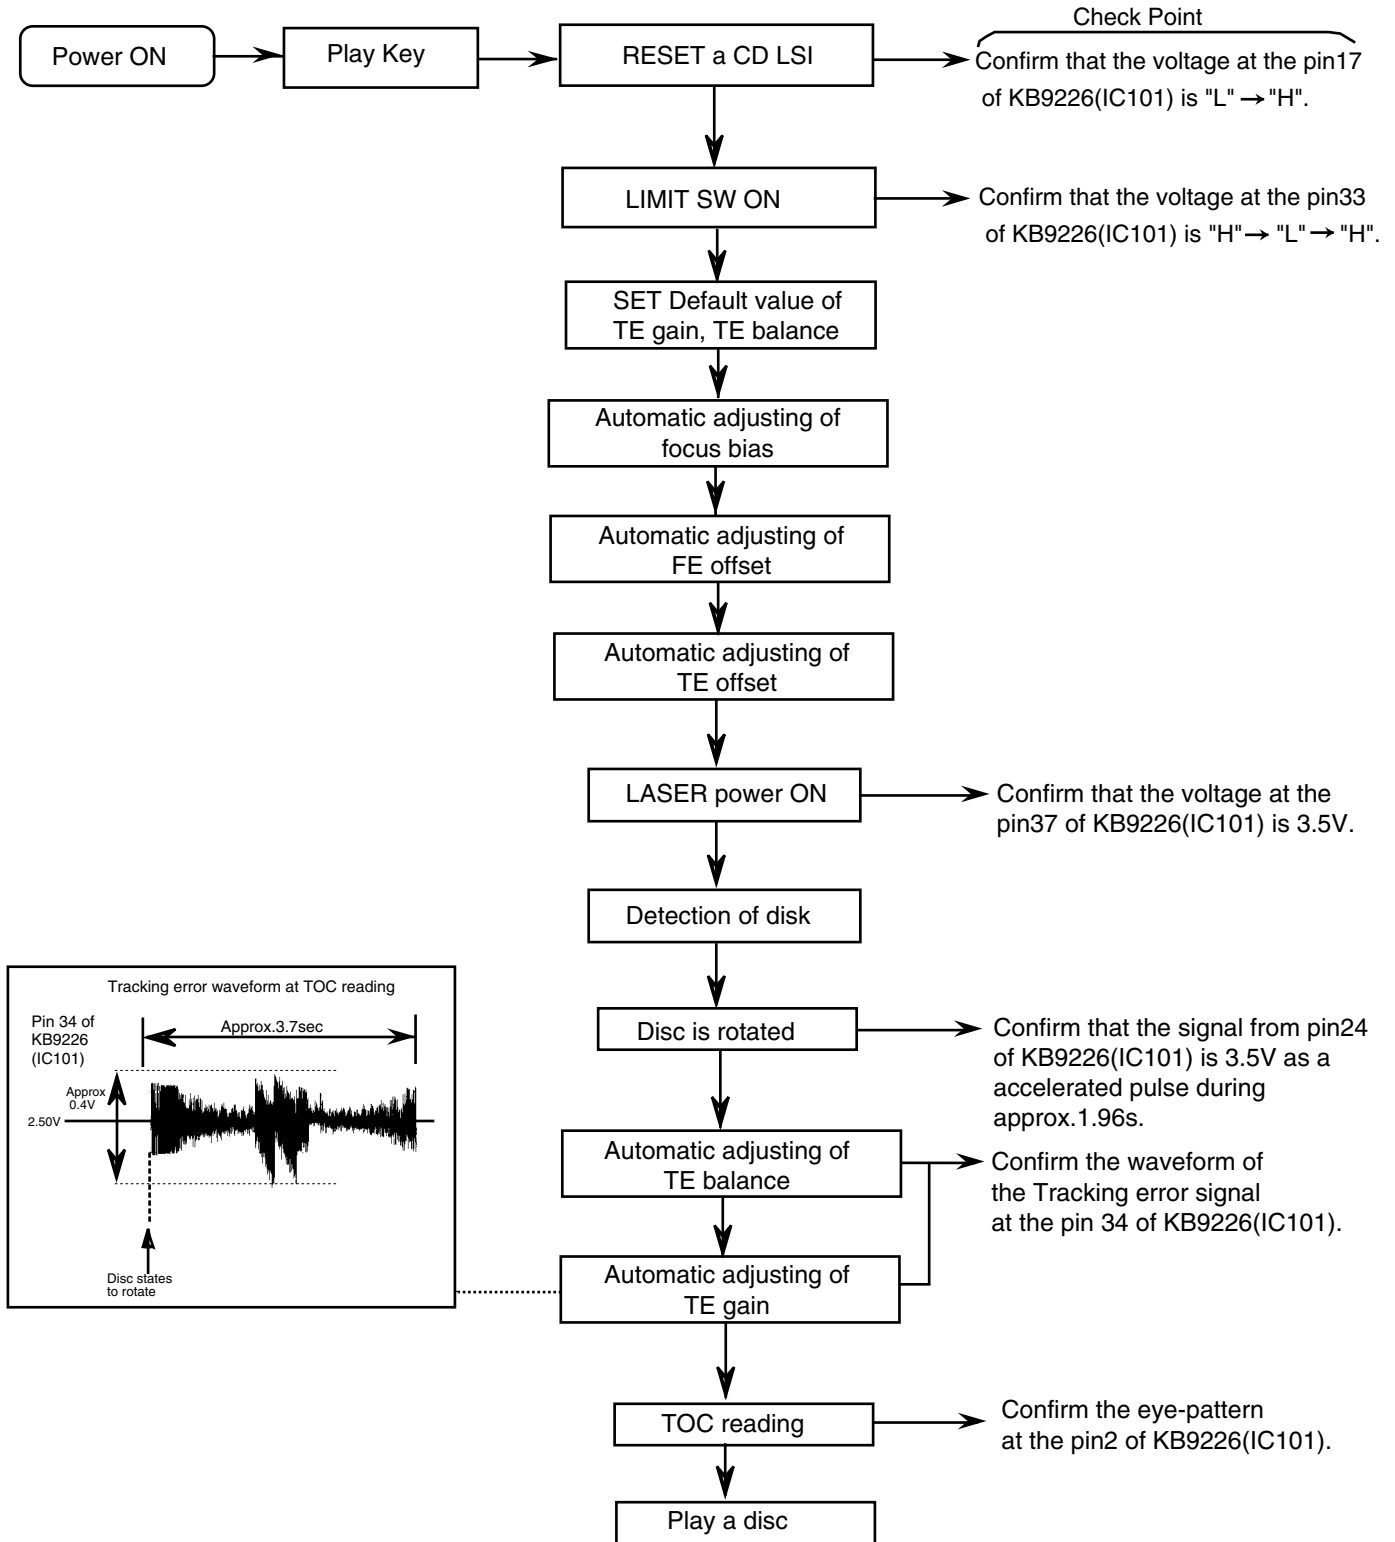 Check Point
Power ON
Play Key
RESET a CD LSI
Confirm that the voltage at the pin17
of KB9226(IC101) is "L" → "H".
LIMIT SW ON
Confirm that the voltage at the pin33
of KB9226(IC101) is "H" → "L" → "H".
SET Default value of
TE gain, TE balance
Automatic adjusting of
focus bias
Automatic adjusting of
FE offset
Automatic adjusting of
TE offset
LASER power ON
Confirm that the voltage at the
pin37 of KB9226(IC101) is 3.5V.
Detection of disk
Disc is rotated
Confirm that the signal from pin24
of KB9226(IC101) is 3.5V as a
accelerated pulse during
approx.1.96s.
Tracking error waveform at TOC reading
Pin 34 of
KB9226
(IC101)
Approx.3.7sec
Approx
0.4V
2.50V
Disc states
to rotate
Automatic adjusting of
TE balance
Confirm the waveform of
the Tracking error signal
at the pin 34 of KB9226(IC101).
Automatic adjusting of
TE gain
TOC reading
Confirm the eye-pattern
at the pin2 of KB9226(IC101).
Play a disc